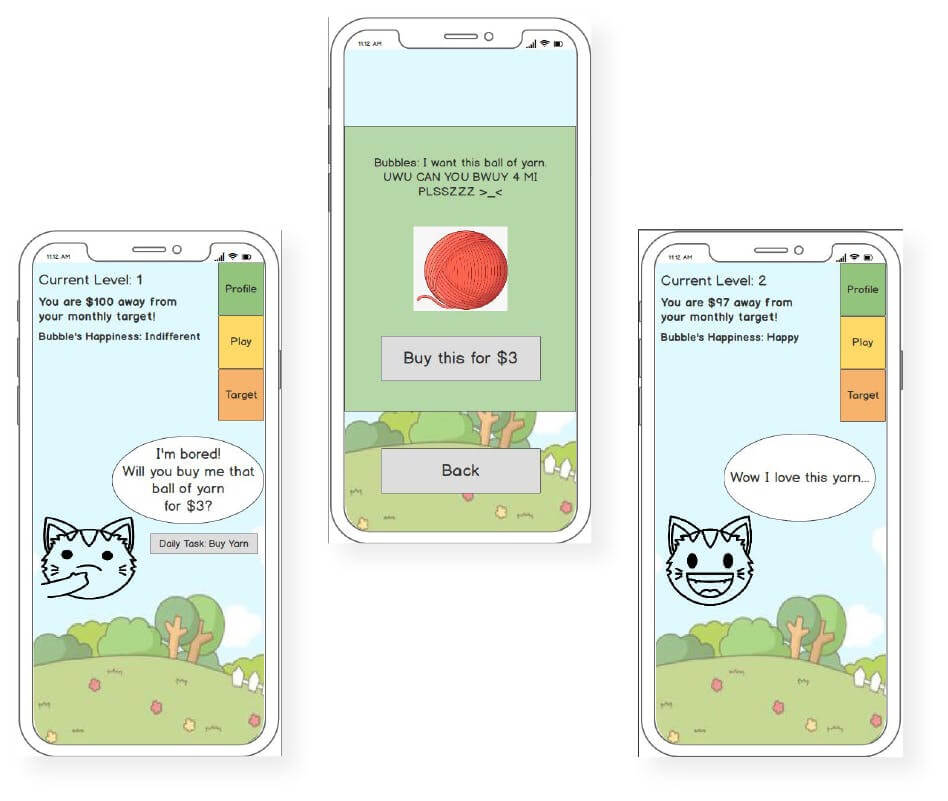 11:12 AM
Current Level: 1
You are $100 away from
your monthly target!
Bubble's Happiness: Indifferent
Profile
Play
Target
I'm bored!
Will you buy me that
ball of yarn
for $3?
Daily Task: Buy Yarn
11:12 AM
Bubbles: I want this ball of yarn.
UWU CAN YOU BWUY 4 MI
PLSSZZZ >_<
Buy this for $3
Back
11:12 AM
Current Level: 2
You are $97 away from
your monthly target!
Bubble's Happiness: Happy
Profile
Play
Target
Wow I love this yarn...